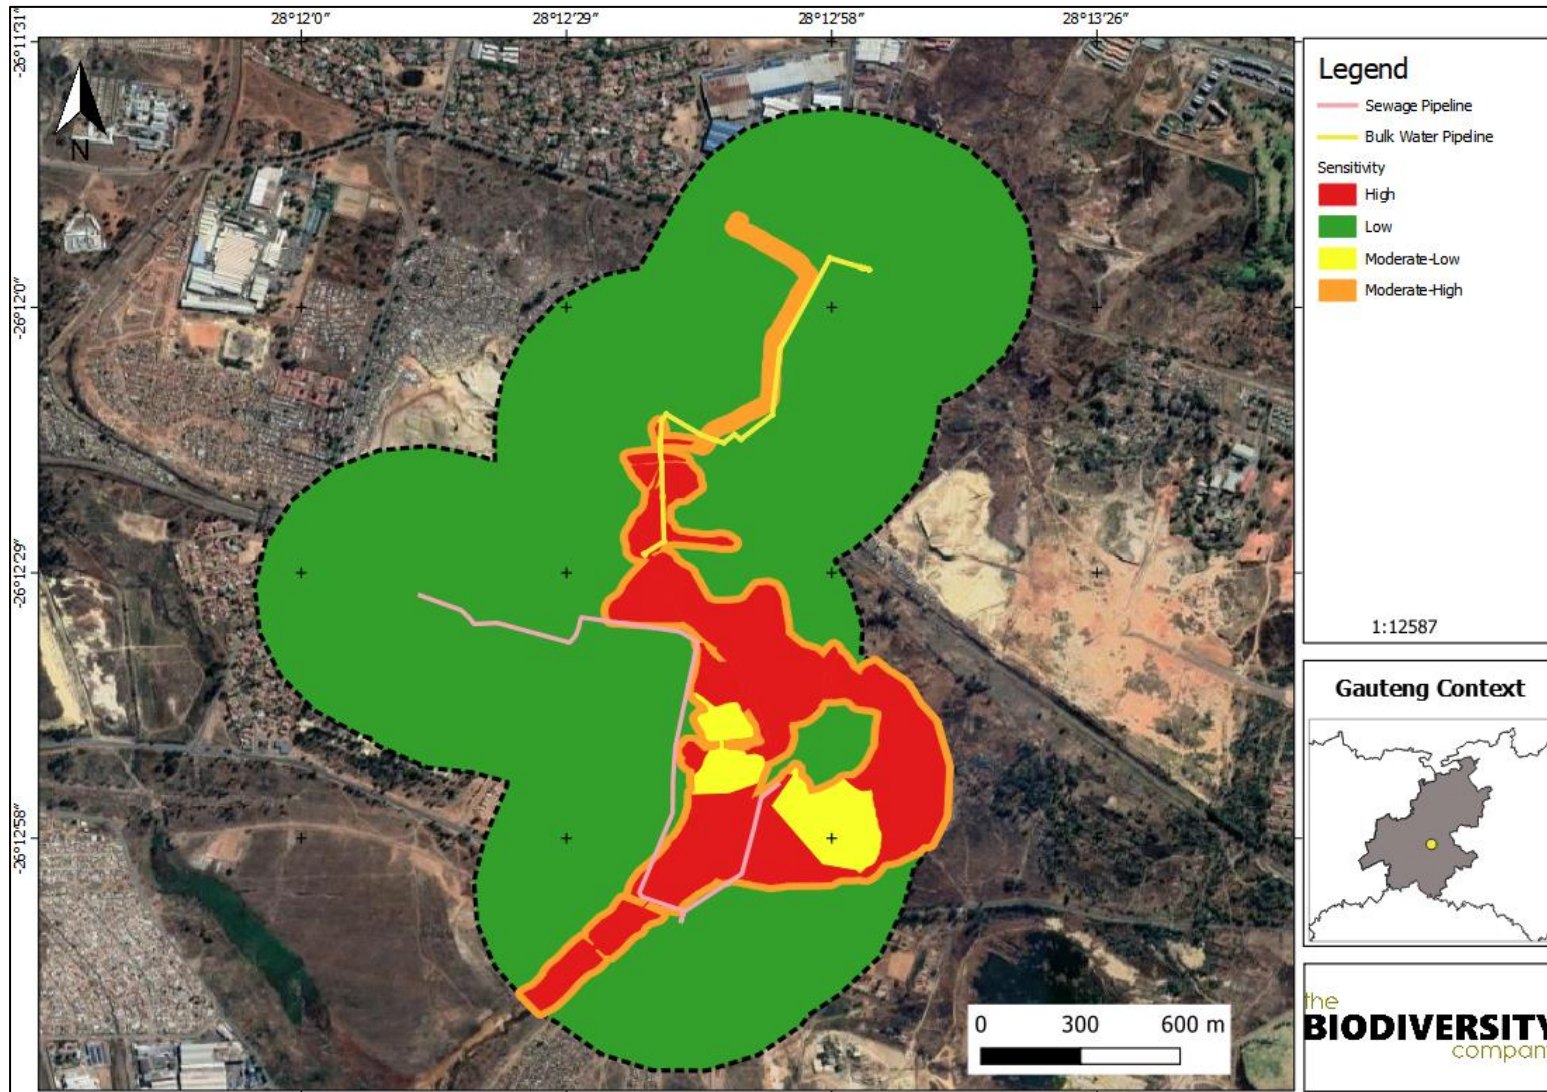 28°12′0″ 28°12′29″ 28°12′58″ 28°13′26″
-26°11′31″
-26°12′0″
-26°12′29″
-26°12′58″
N
Legend
Sewage Pipeline
Bulk Water Pipeline
Sensitivity
High
Low
Moderate-Low
Moderate-High
1:12587
Gauteng Context
0 300 600 m
the
BIODIVERSITY
company